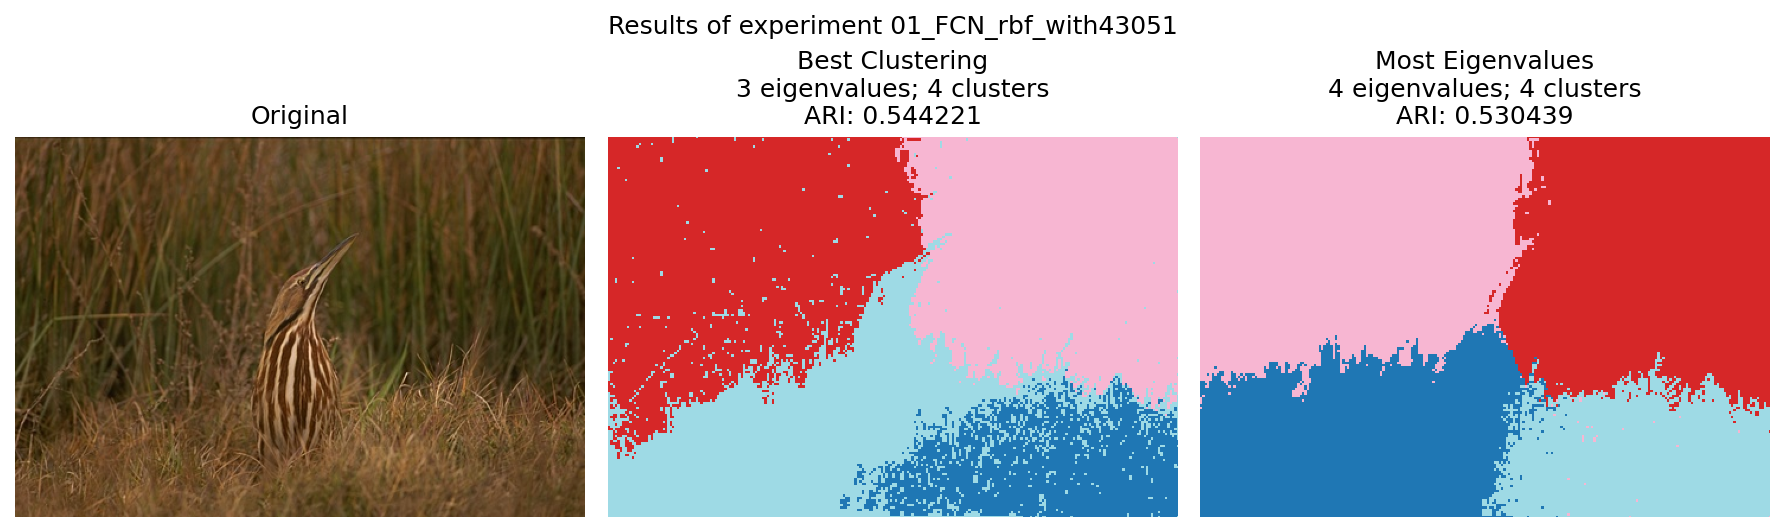 Results of experiment 01_FCN_rbf_with43051
Original
Best Clustering
3 eigenvalues; 4 clusters
ARI: 0.544221
Most Eigenvalues
4 eigenvalues; 4 clusters
ARI: 0.530439